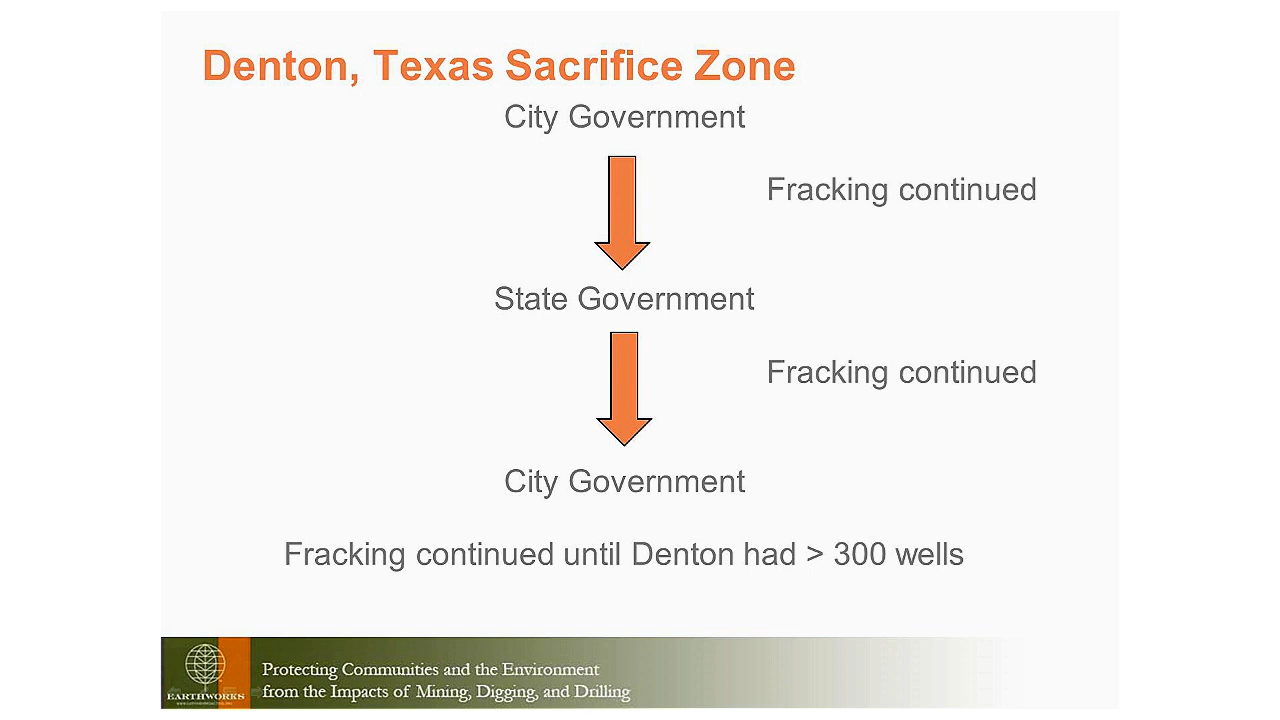 Denton, Texas Sacrifice Zone
City Government
Fracking continued
State Government
Fracking continued
City Government
Fracking continued until Denton had > 300 wells
Protecting Communities and the Environment
from the Impacts of Mining, Digging, and Drilling
EARTHWORKS